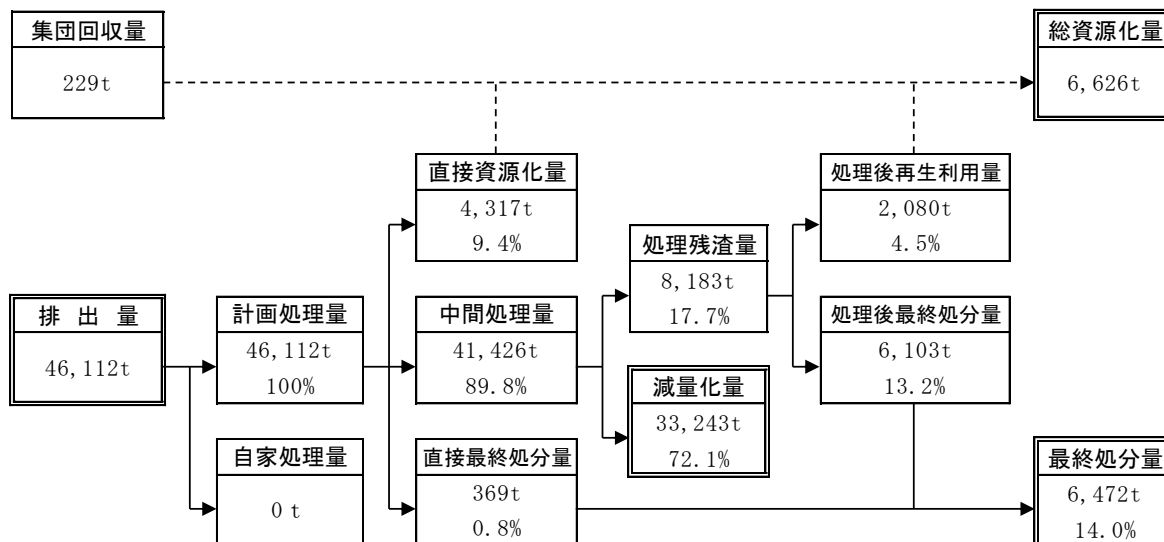 集団回収量
229t
総資源化量
6,626t
直接資源化量
4,317t
9.4%
処理後再生利用量
2,080t
4.5%
処理残渣量
8,183t
17.7%
排 出 量
46,112t
計画処理量
46,112t
100%
中間処理量
41,426t
89.8%
処理後最終処分量
6,103t
13.2%
減量化量
33,243t
72.1%
自家処理量
0 t
直接最終処分量
369t
0.8%
最終処分量
6,472t
14.0%